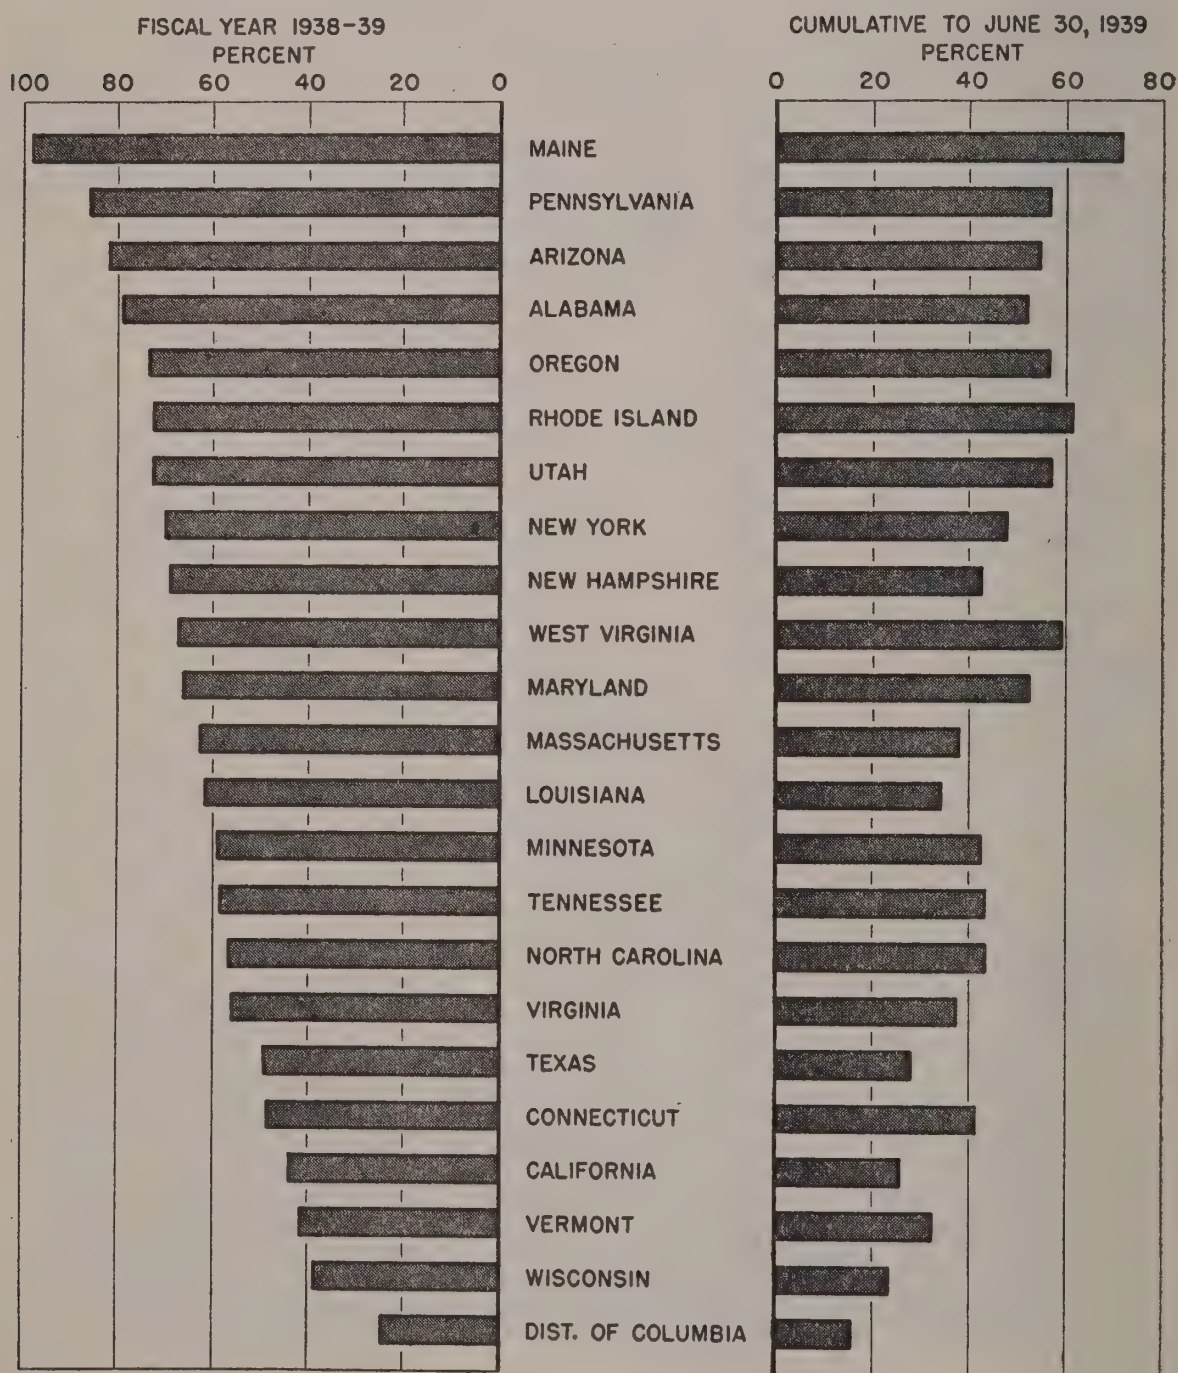 FISCAL YEAR 1938-39
PERCENT
100 80 60 40 20 0
CUMULATIVE TO JUNE 30, 1939
PERCENT
0 20 40 60 80
MAINE
PENNSYLVANIA
ARIZONA
ALABAMA
OREGON
RHODE ISLAND
UTAH
NEW YORK
NEW HAMPSHIRE
WEST VIRGINIA
MARYLAND
MASSACHUSETTS
LOUISIANA
MINNESOTA
TENNESSEE
NORTH CAROLINA
VIRGINIA
TEXAS
CONNECTICUT
CALIFORNIA
VERMONT
WISCONSIN
DIST. OF COLUMBIA